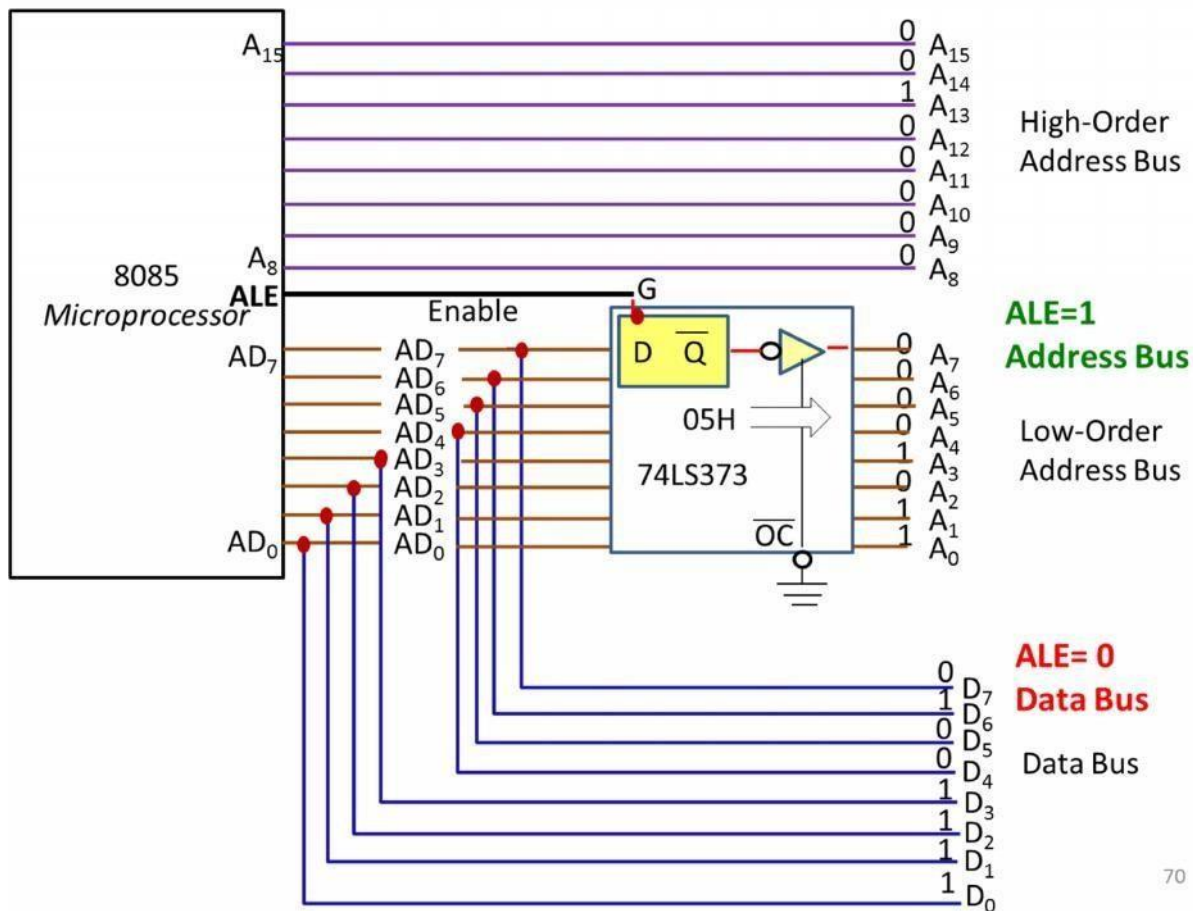 A15 0 A15
0 A14
1 A13
0 A12
0 A11
0 A10
0 A9
A8 0 A8
High-Order
Address Bus
8085
Microprocessor
ALE
Enable
G
D Q̅
ALE=1
Address Bus
AD7 AD7 0 A7
AD6 0 A6
AD5 0 A5
AD4 0 A4
AD3 1 A3
AD2 0 A2
AD1 1 A1
AD0 AD0 1 A0
05H
74LS373
O̅C̅
Low-Order
Address Bus
ALE= 0
Data Bus
0 D7
1 D6
0 D5
0 D4
1 D3
1 D2
1 D1
1 D0
Data Bus
70